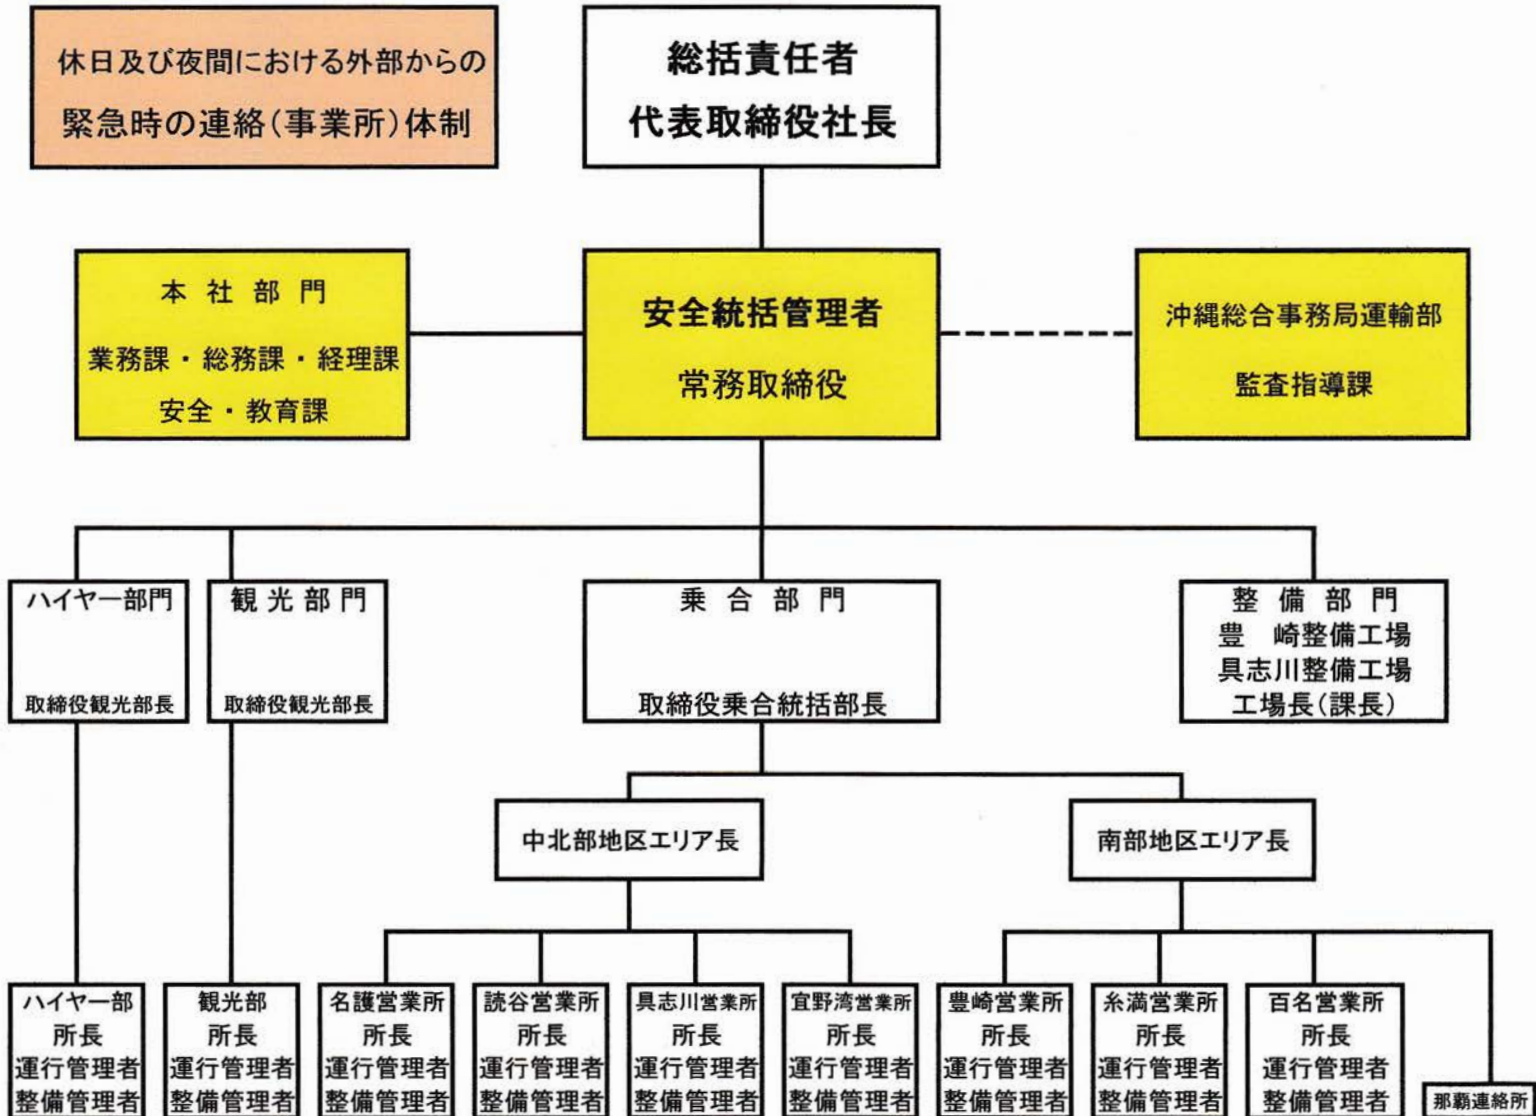 休日及び夜間における外部からの
緊急時の連絡(事業所)体制
総括責任者
代表取締役社長
本社部門
業務課・総務課・経理課
安全・教育課
安全統括管理者
常務取締役
沖縄総合事務局運輸部
監査指導課
ハイヤー部門
取締役観光部長
観光部門
取締役観光部長
乗合部門
取締役乗合統括部長
整備部門
豊 崎整備工場
具志川整備工場
工場長(課長)
中北部地区エリア長
南部地区エリア長
ハイヤー部
所長
運行管理者
整備管理者
観光部
所長
運行管理者
整備管理者
名護営業所
所長
運行管理者
整備管理者
読谷営業所
所長
運行管理者
整備管理者
具志川営業所
所長
運行管理者
整備管理者
宜野湾営業所
所長
運行管理者
整備管理者
豊崎営業所
所長
運行管理者
整備管理者
糸満営業所
所長
運行管理者
整備管理者
百名営業所
所長
運行管理者
整備管理者
那覇連絡所